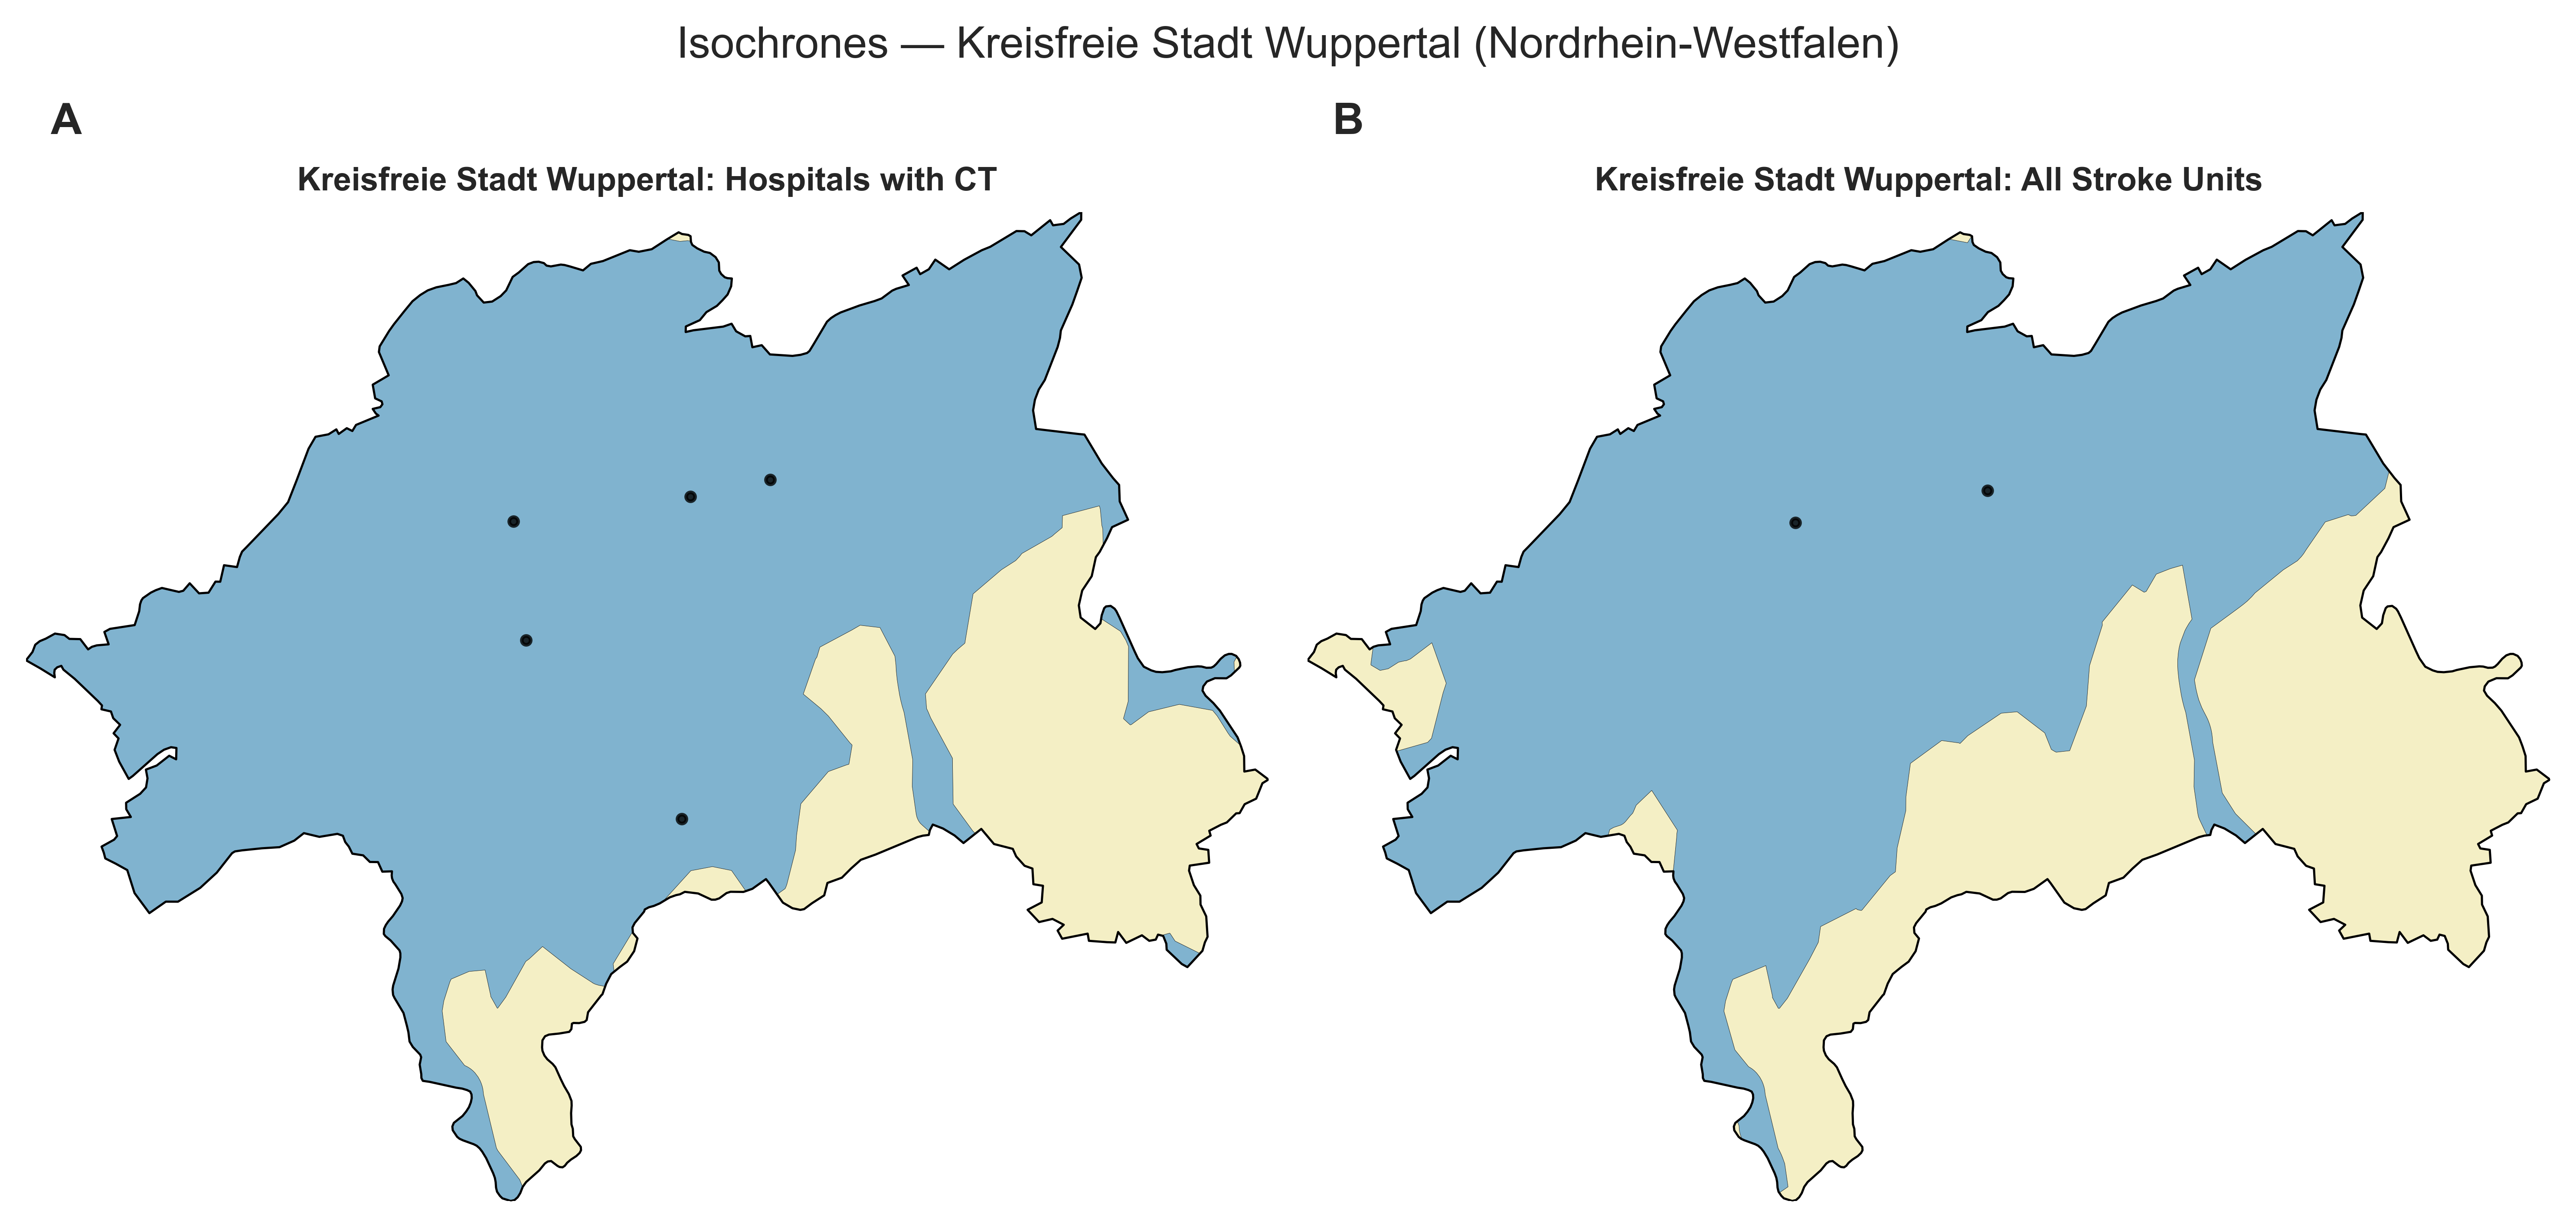 Isochrones — Kreisfreie Stadt Wuppertal (Nordrhein-Westfalen)
A
Kreisfreie Stadt Wuppertal: Hospitals with CT
B
Kreisfreie Stadt Wuppertal: All Stroke Units